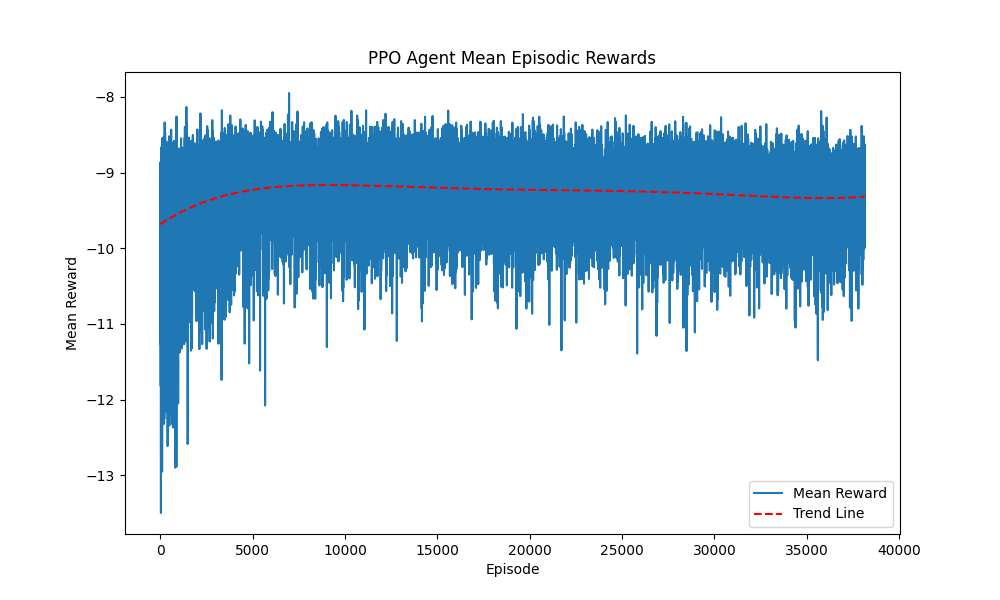 PPO Agent Mean Episodic Rewards
−8
−9
−10
−11
−12
−13
Mean Reward
0 5000 10000 15000 20000 25000 30000 35000 40000
Episode
Mean Reward
Trend Line